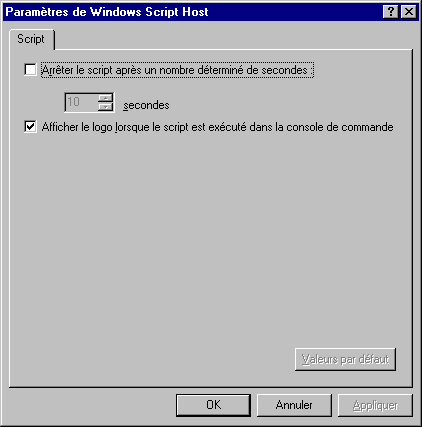 Paramètres de Windows Script Host
Script
Arrêter le script après un nombre déterminé de secondes :
10 secondes
Afficher le logo lorsque le script est exécuté dans la console de commande
Valeurs par défaut
OK Annuler Appliquer